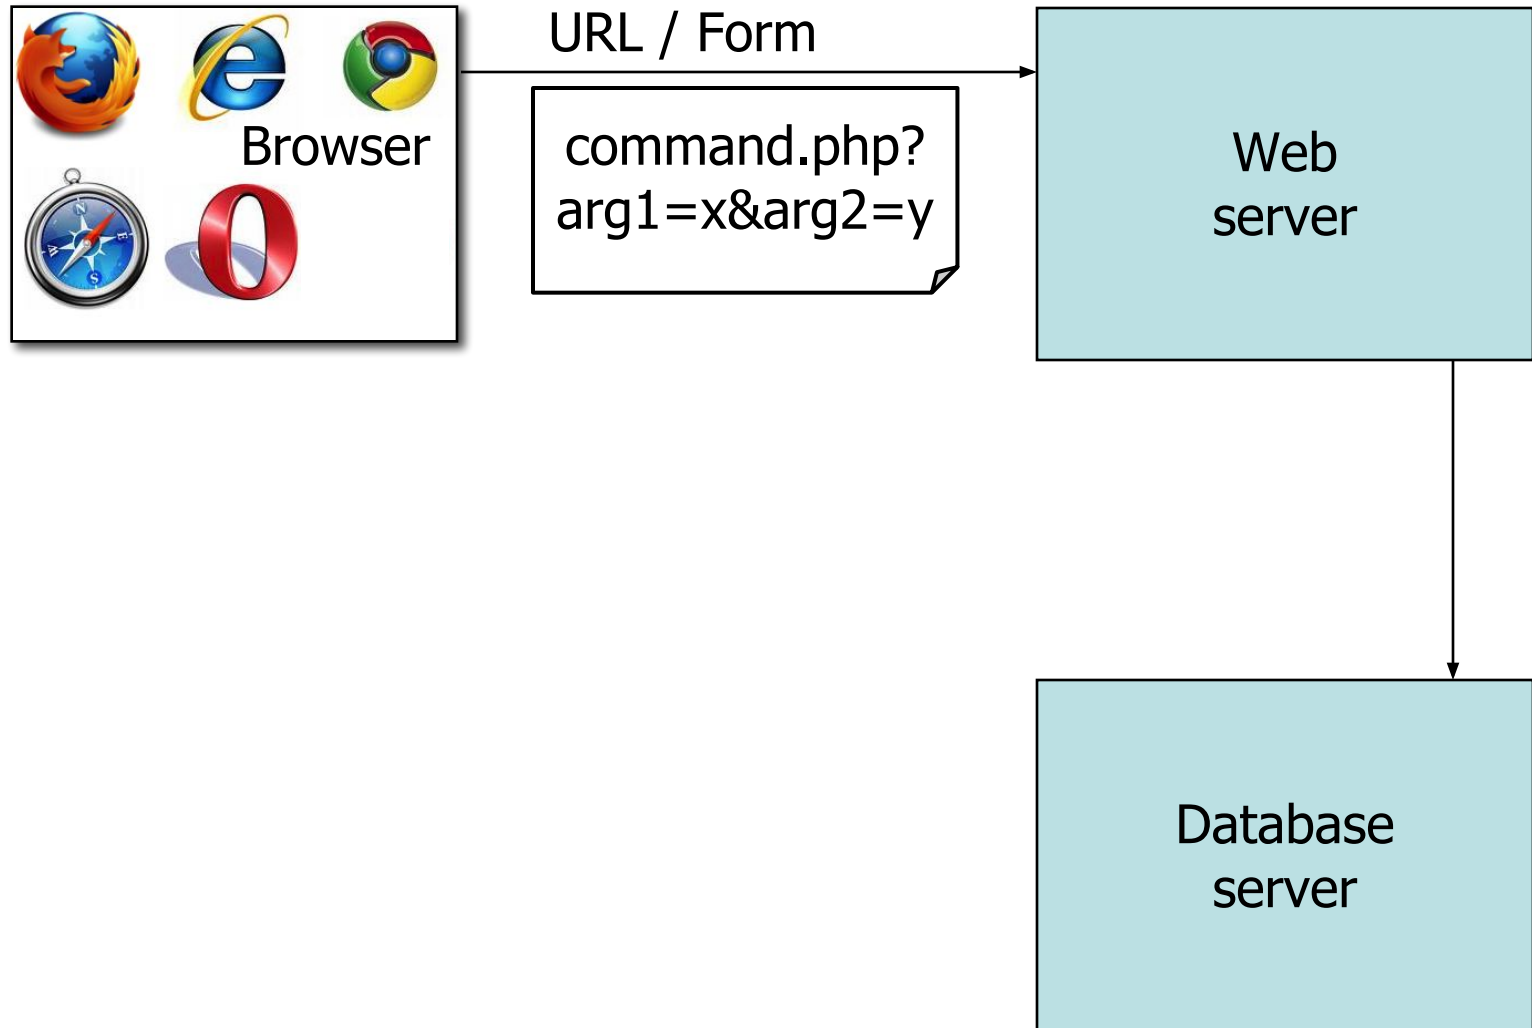 URL / Form
Browser
command.php?
arg1=x&arg2=y
Web
server
Database
server